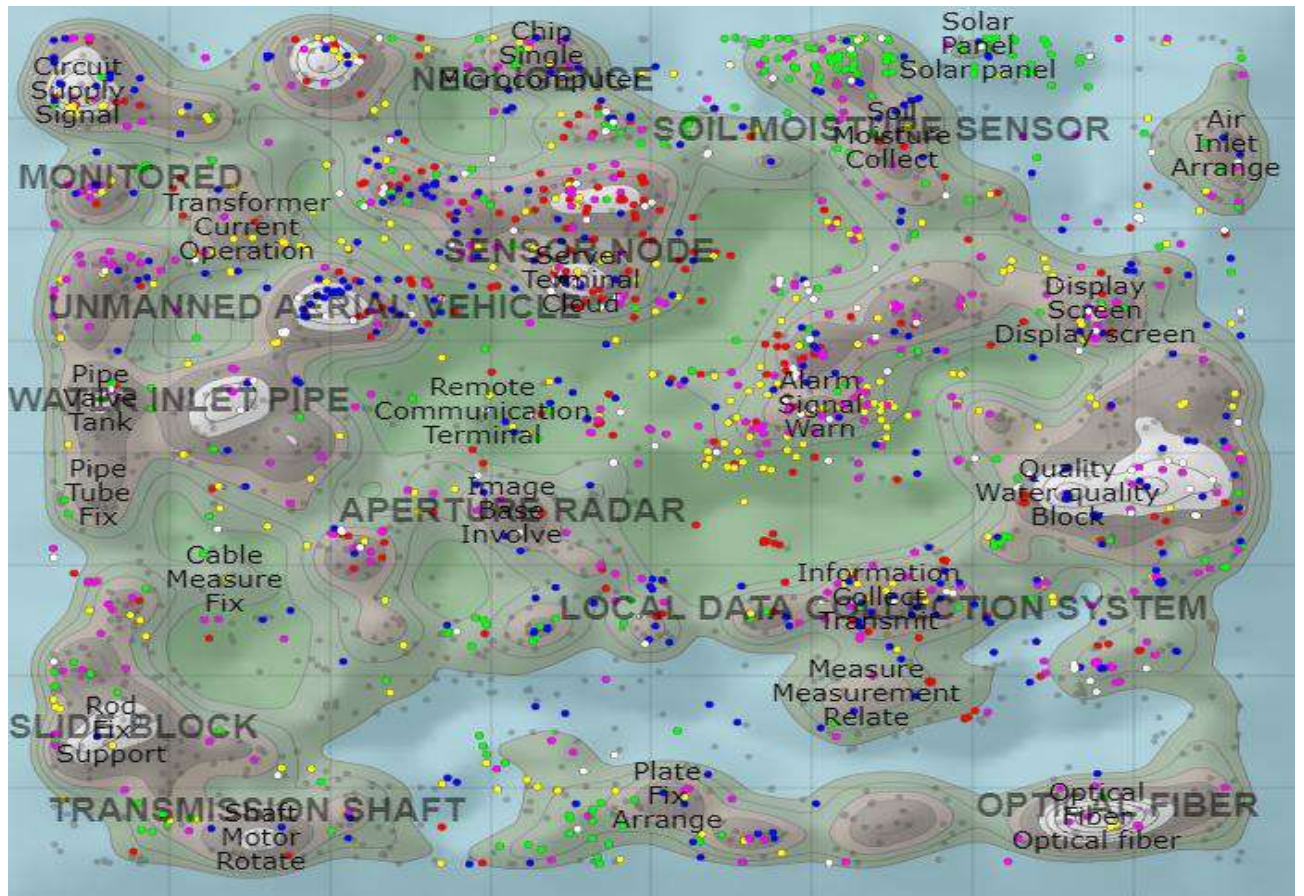 Chip
Single
Microcomputer
Solar
Panel
Solar panel
Circuit
Supply
Signal
SOIL MOISTURE SENSOR
Soil
Moisture
Collect
Air
Inlet
Arrange
MONITORED
Transformer
Current
Operation
SENSOR NODE
Server
Terminal
Cloud
UNMANNED AERIAL VEHICLE
Display
Screen
Display screen
Pipe
Valve
Tank
WATER INLET PIPE
Remote
Communication
Terminal
Alarm
Signal
Warn
Pipe
Tube
Fix
Image
Base
Involve
APERTURE RADAR
Quality
Water quality
Block
Cable
Measure
Fix
Information
Collect
Transmit
LOCAL DATA COLLECTION SYSTEM
Measure
Measurement
Relate
Rod
Fix
Support
SLIDE BLOCK
Plate
Fix
Arrange
TRANSMISSION SHAFT
Shaft
Motor
Rotate
OPTICAL FIBER
Optical
Fiber
Optical fiber